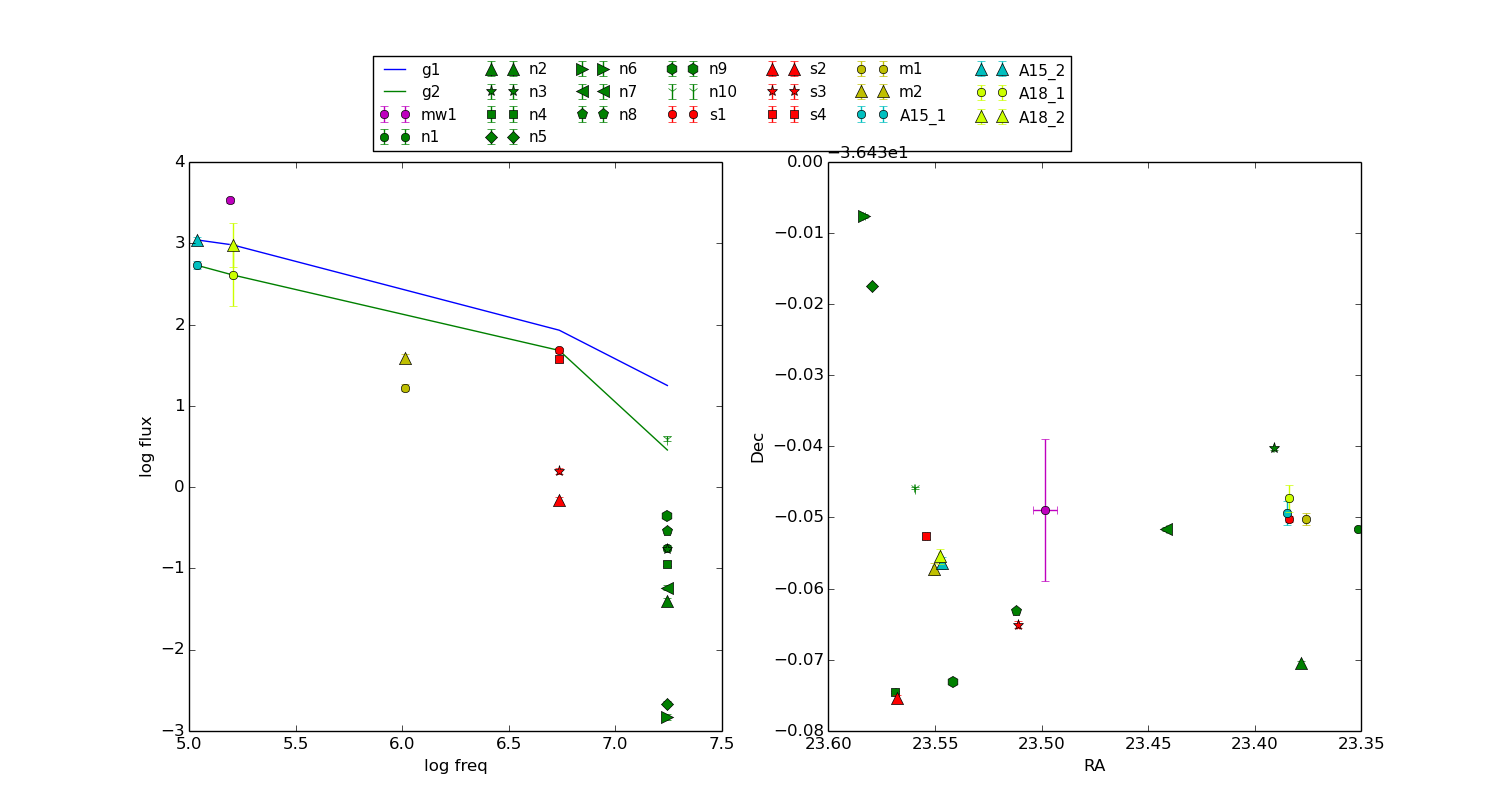 g1 n2 n6 n9 s2 m1 A15_2
g2 n3 n7 n10 s3 m2 A18_1
mw1 n4 n8 s1 s4 A15_1 A18_2
n1 n5
4
3
2
1
0
−1
−2
−3
5.0 5.5 6.0 6.5 7.0 7.5
log freq
log flux
−3.643e1
0.00
−0.01
−0.02
−0.03
−0.04
−0.05
−0.06
−0.07
−0.08
23.60 23.55 23.50 23.45 23.40 23.35
RA
Dec